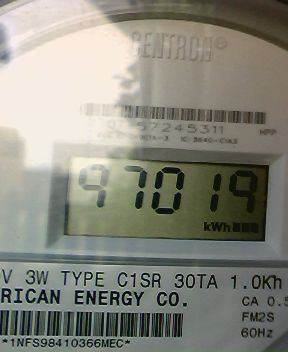 CENTRON®
57245311 HPP
97019
kWh
V 3W TYPE C1SR 30TA 1.0Kh
RICAN ENERGY CO. CA 0.5
FM2S
*1NFS98410366MEC* 60Hz